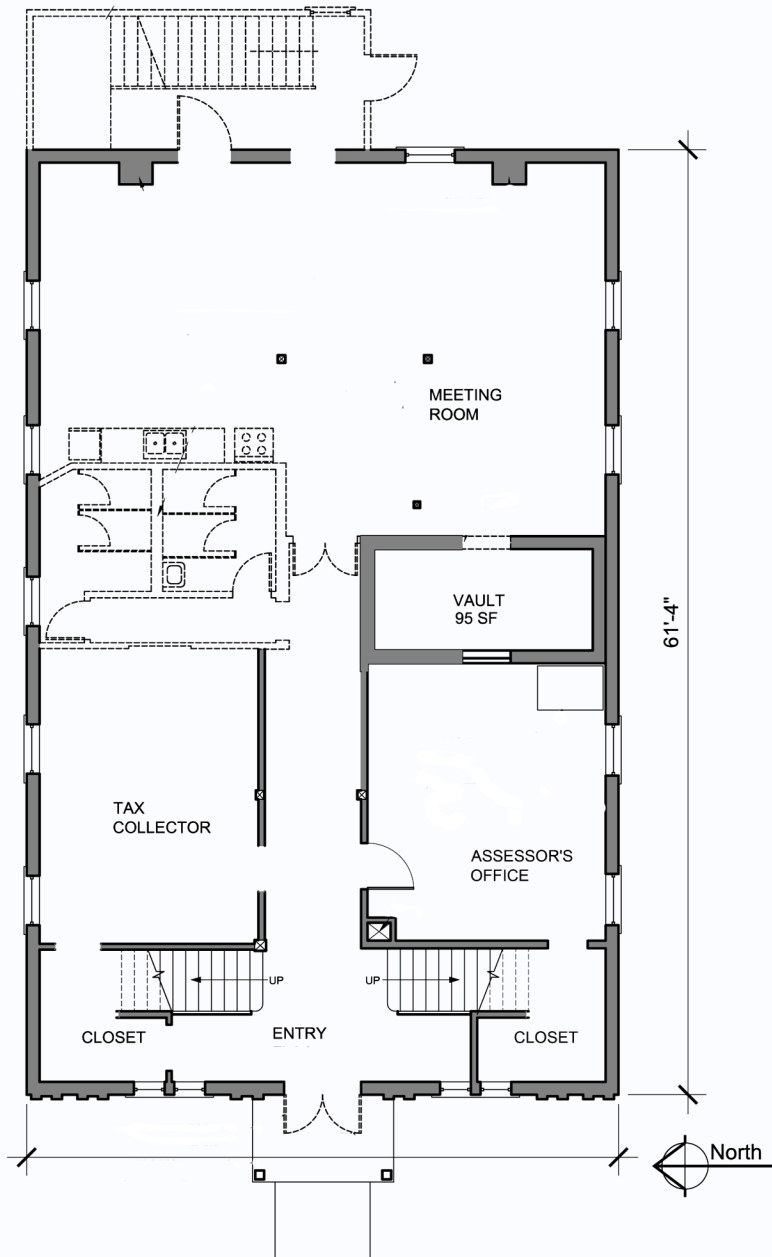 MEETING
ROOM
VAULT
95 SF
61'-4"
TAX
COLLECTOR
ASSESSOR'S
OFFICE
UP
UP
CLOSET
ENTRY
CLOSET
North